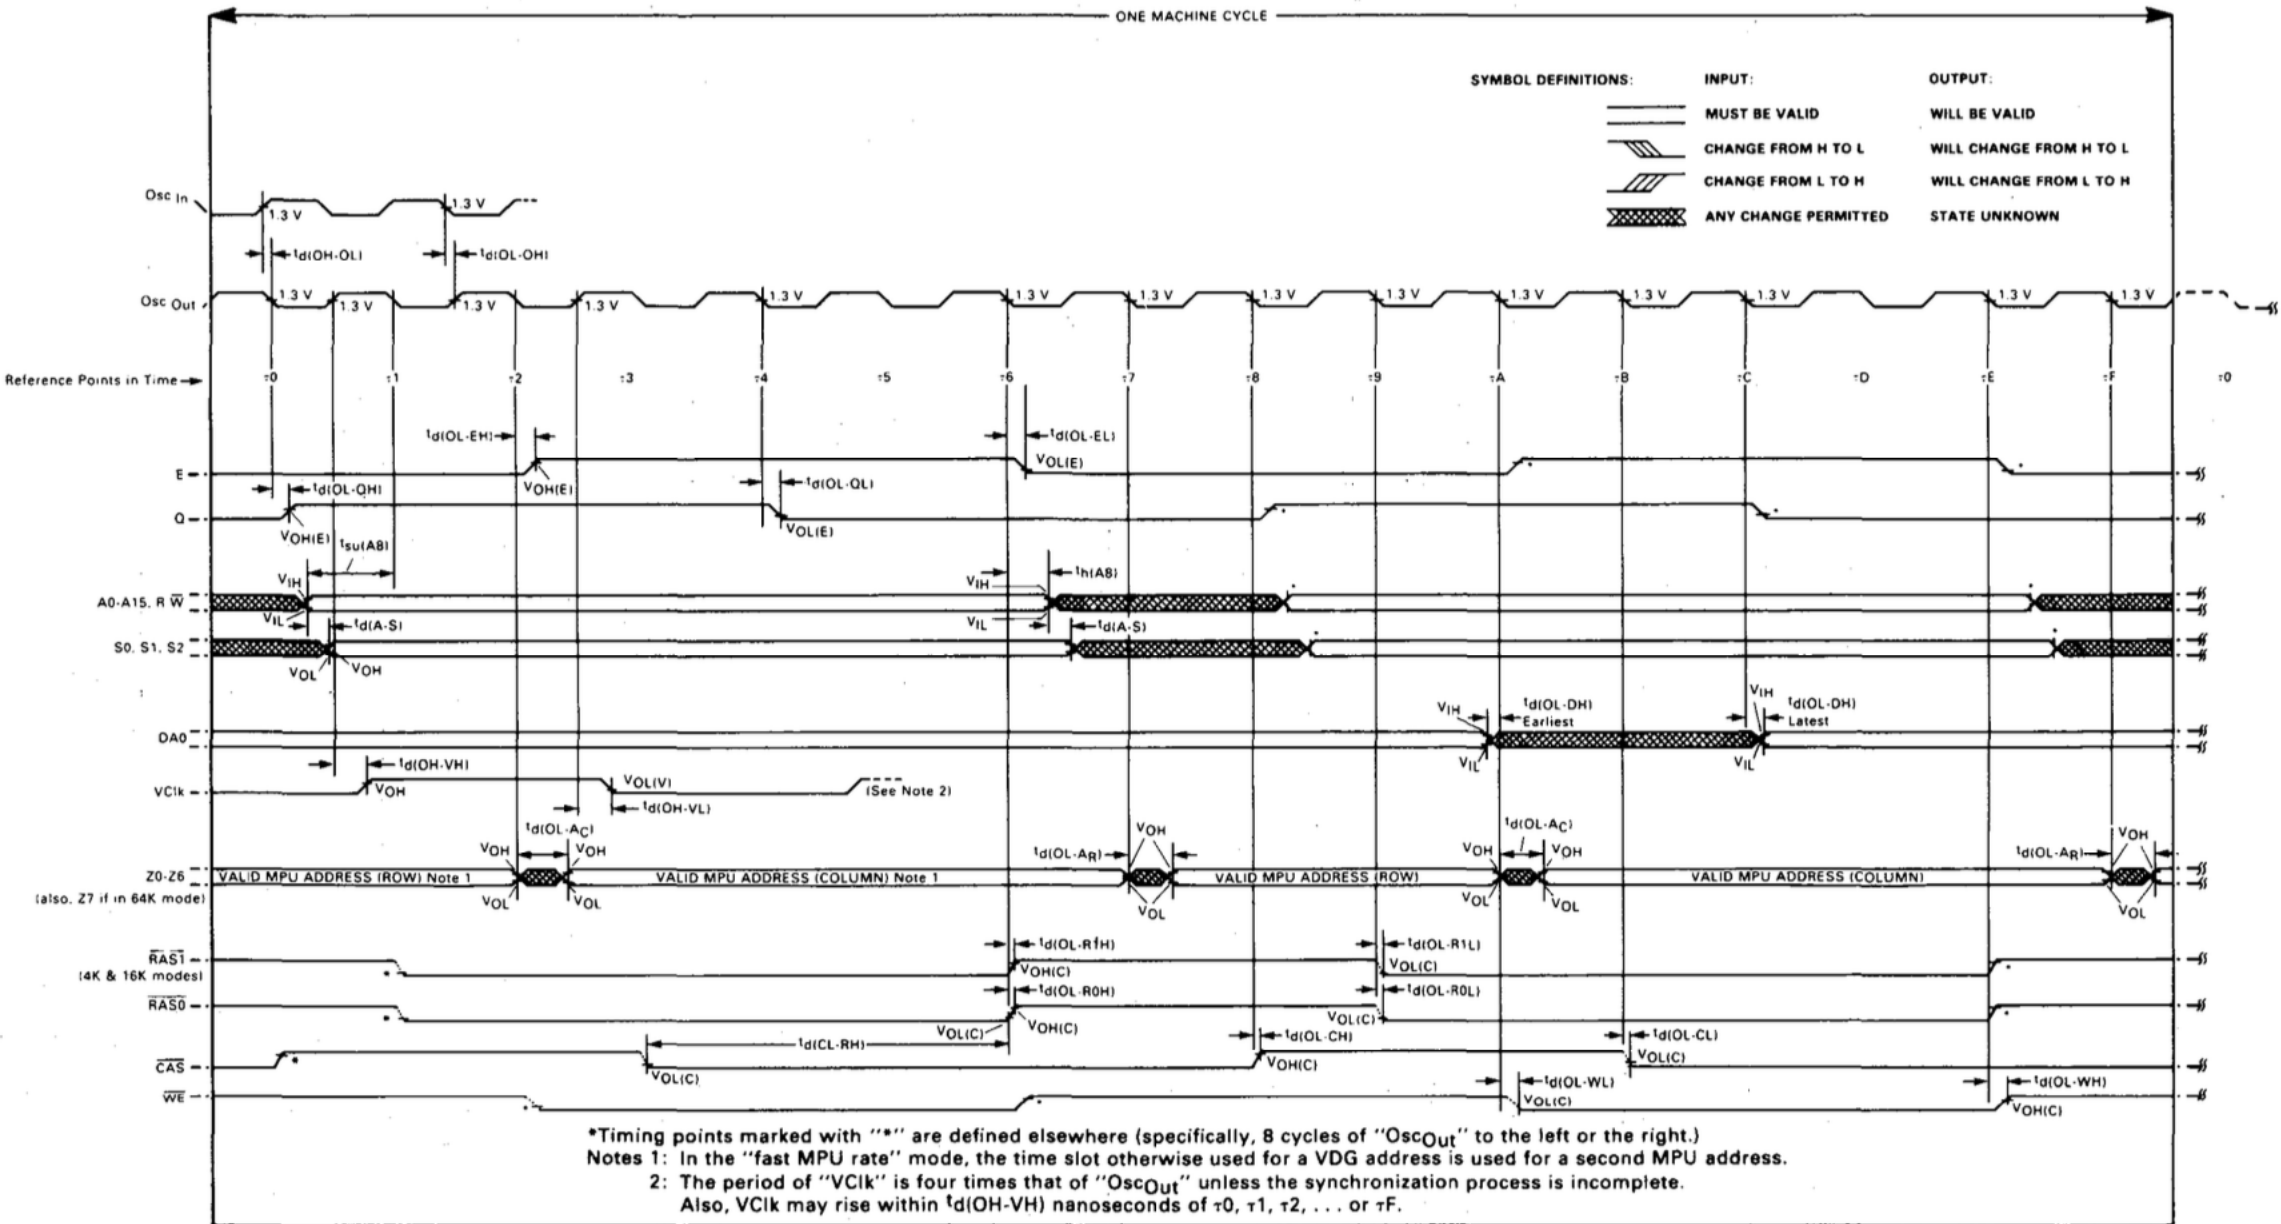 ONE MACHINE CYCLE
SYMBOL DEFINITIONS: INPUT: OUTPUT:
MUST BE VALID WILL BE VALID
CHANGE FROM H TO L WILL CHANGE FROM H TO L
CHANGE FROM L TO H WILL CHANGE FROM L TO H
ANY CHANGE PERMITTED STATE UNKNOWN
Osc In 1.3 V 1.3 V
td(OH-OL) td(OL-OH)
Osc Out 1.3 V 1.3 V 1.3 V 1.3 V 1.3 V 1.3 V 1.3 V 1.3 V 1.3 V 1.3 V 1.3 V 1.3 V 1.3 V
Reference Points in Time τ0 τ1 τ2 τ3 τ4 τ5 τ6 τ7 τ8 τ9 τA τB τC τD τE τF τ0
td(OL-EH) td(OL-EL)
E VOH(E) VOL(E)
td(OL-QH) td(OL-QL)
Q VOH(E) VOL(E)
tsu(A8) th(A8)
VIH VIH
A0-A15, R W
VIL VIL
td(A-S) td(A-S)
S0, S1, S2
VOL VOH
VIH td(OL-DH) Earliest VIH td(OL-DH) Latest
DA0
VIL VIL
td(OH-VH)
VClk VOH VOL(V) (See Note 2)
td(OH-VL)
td(OL-AC) VOH td(OL-AC) VOH
VOH VOH td(OL-AR) VOH VOH td(OL-AR)
Z0-Z6 VALID MPU ADDRESS (ROW) Note 1 VALID MPU ADDRESS (COLUMN) Note 1 VALID MPU ADDRESS (ROW) VALID MPU ADDRESS (COLUMN)
(also, Z7 if in 64K mode) VOL VOL VOL VOL VOL VOL
td(OL-R1H) td(OL-R1L)
RAS1 VOH(C) VOL(C)
(4K & 16K modes)
td(OL-R0H) td(OL-R0L)
RAS0 VOL(C) VOH(C) VOL(C)
td(CL-RH) td(OL-CH) td(OL-CL)
CAS * VOL(C) VOH(C) VOL(C)
td(OL-WL) td(OL-WH)
WE VOL(C) VOH(C)
*Timing points marked with "*" are defined elsewhere (specifically, 8 cycles of "OscOut" to the left or the right.)
Notes 1: In the "fast MPU rate" mode, the time slot otherwise used for a VDG address is used for a second MPU address.
2: The period of "VClk" is four times that of "OscOut" unless the synchronization process is incomplete.
Also, VClk may rise within td(OH-VH) nanoseconds of τ0, τ1, τ2, . . . or τF.